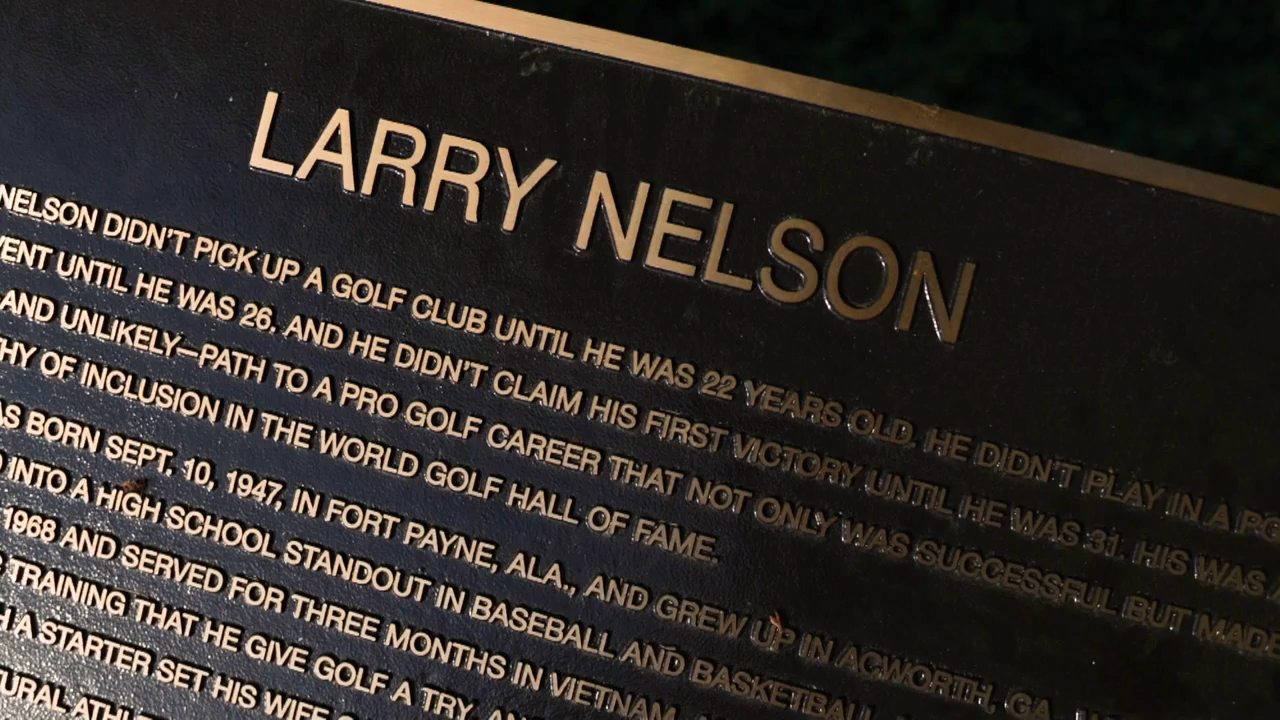 LARRY NELSON
NELSON DIDN'T PICK UP A GOLF CLUB UNTIL HE WAS 22 YEARS OLD. HE DIDN'T PLAY IN A PG
VENT UNTIL HE WAS 26. AND HE DIDN'T CLAIM HIS FIRST VICTORY UNTIL HE WAS 31. HIS WAS A
AND UNLIKELY—PATH TO A PRO GOLF CAREER THAT NOT ONLY WAS SUCCESSFUL BUT MADE
THY OF INCLUSION IN THE WORLD GOLF HALL OF FAME.
AS BORN SEPT. 10, 1947, IN FORT PAYNE, ALA., AND GREW UP IN ACWORTH, GA.
INTO A HIGH SCHOOL STANDOUT IN BASEBALL AND BASKETBALL
1968 AND SERVED FOR THREE MONTHS IN VIETNAM.
TRAINING THAT HE GIVE GOLF A TRY, AN
H A STARTER SET HIS WIFE
TURAL ATHLE